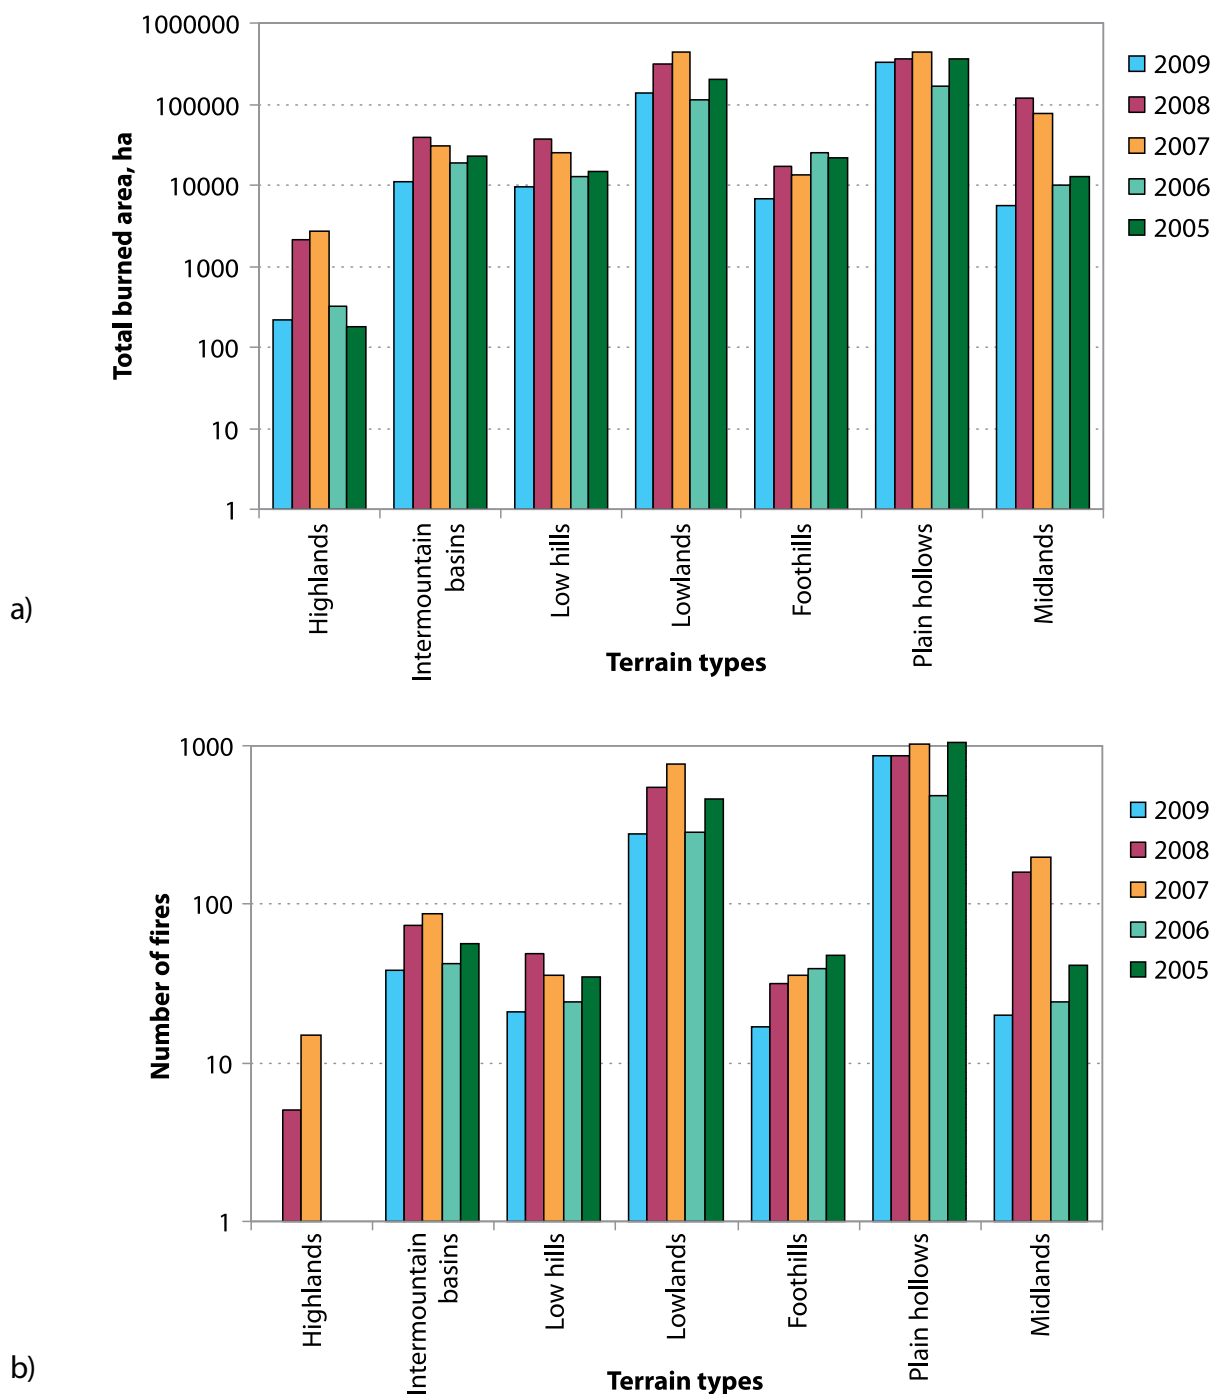 1000000
100000
10000
1000
100
10
1
Total burned area, ha
2009
2008
2007
2006
2005
Highlands
Intermountain
basins
Low hills
Lowlands
Foothills
Plain hollows
Midlands
Terrain types
a)
1000
100
10
1
Number of fires
2009
2008
2007
2006
2005
Highlands
Intermountain
basins
Low hills
Lowlands
Foothills
Plain hollows
Midlands
Terrain types
b)